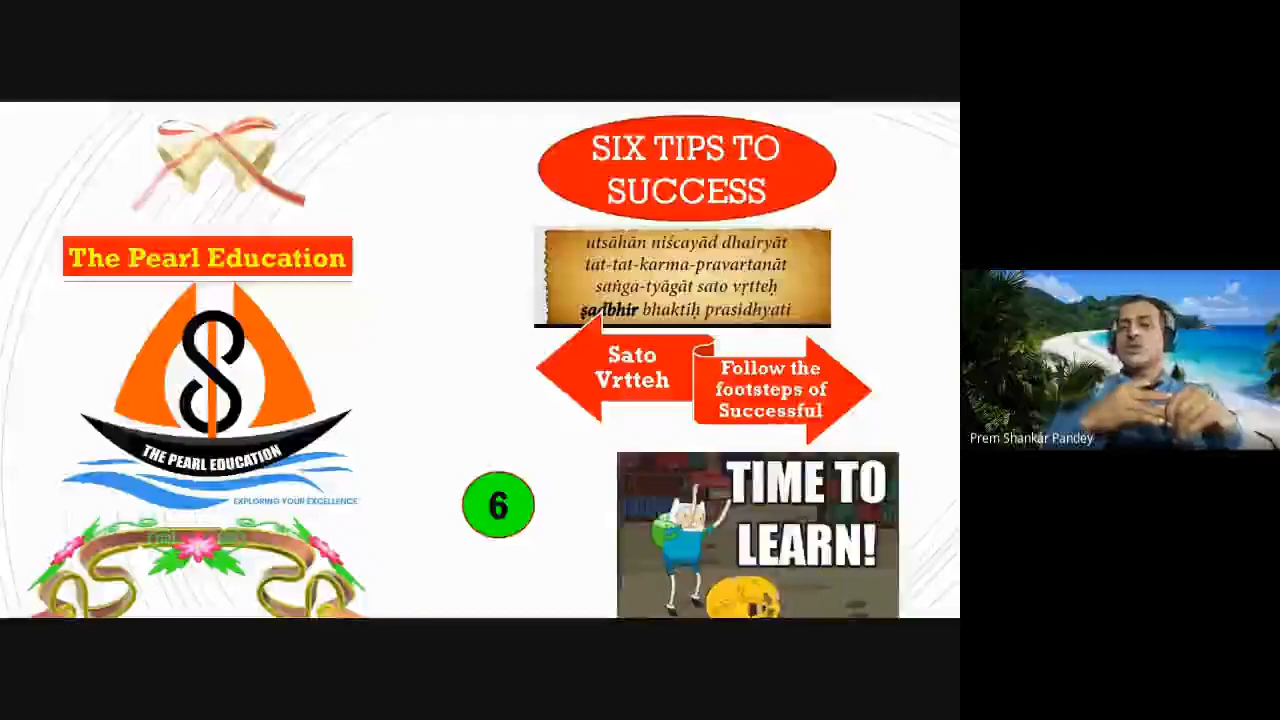 SIX TIPS TO
SUCCESS
The Pearl Education
utsāhān niścayād dhairyāt
tat-tat-karma-pravartanāt
saṅga-tyāgāt sato vṛtteḥ
ṣaḍbhir bhaktiḥ prasidhyati
Sato
Vrtteh
Follow the
footsteps of
Successful
THE PEARL EDUCATION
EXPLORING YOUR EXCELLENCE
6
TIME TO
LEARN!
Prem Shankar Pandey